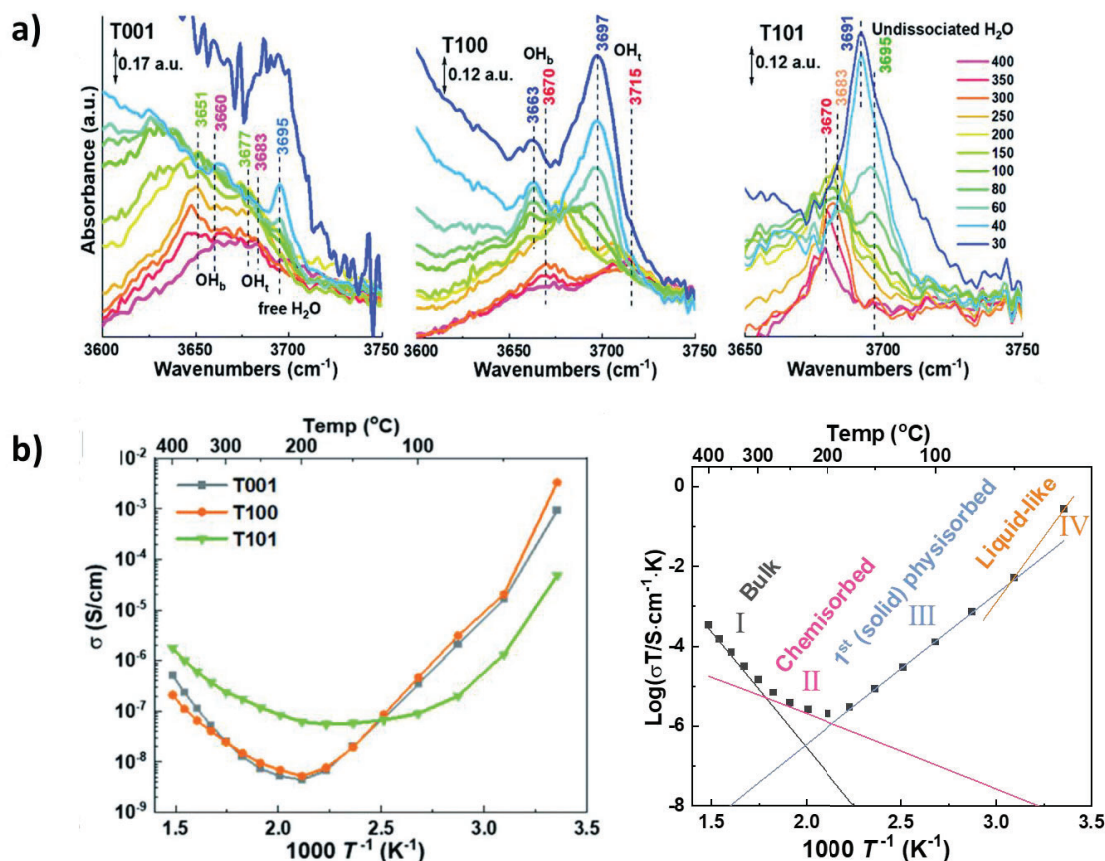 a)
T001
0.17 a.u.
3651
3660
3677
3683
3695
OHb
OHt
free H2O
Absorbance (a.u.)
3600 3650 3700 3750
Wavenumbers (cm-1)
T100
0.12 a.u.
OHb
3663
3670
3697
OHt
3715
3600 3650 3700 3750
Wavenumbers (cm-1)
T101
0.12 a.u.
3670
3683
3691
3695
Undissociated H2O
400
350
300
250
200
150
100
80
60
40
30
3650 3700 3750
Wavenumbers (cm-1)
b)
Temp (oC)
400 300 200 100
10-2
10-3
10-4
10-5
10-6
10-7
10-8
10-9
σ (S/cm)
T001
T100
T101
1.5 2.0 2.5 3.0 3.5
1000 T-1 (K-1)
Temp (oC)
400 300 200 100
0
-2
-4
-6
-8
Log(σT/S·cm-1·K)
Bulk
I
Chemisorbed
II
1st (solid) physisorbed
III
Liquid-like
IV
1.5 2.0 2.5 3.0 3.5
1000 T-1 (K-1)